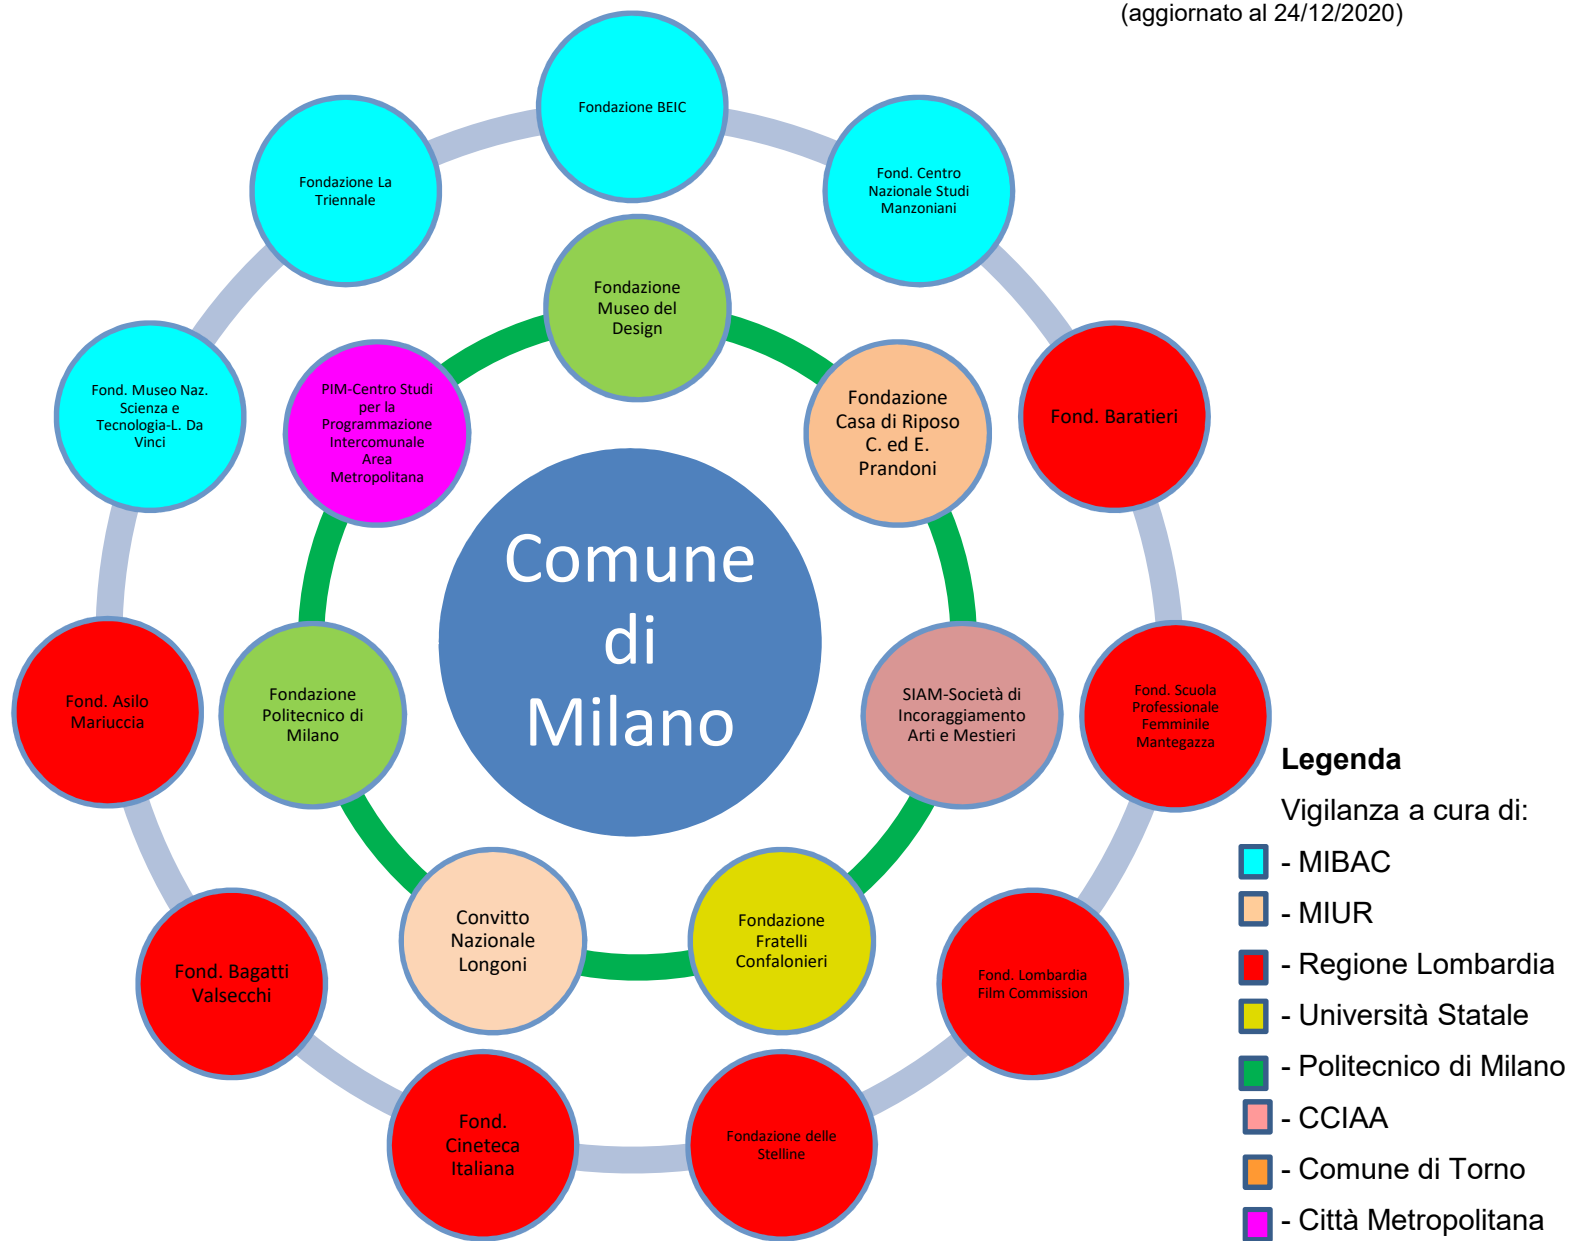 (aggiornato al 24/12/2020)
Fondazione BEIC
Fondazione La
Triennale
Fond. Centro
Nazionale Studi
Manzoniani
Fondazione
Museo del
Design
Fond. Museo Naz.
Scienza e
Tecnologia-L. Da
Vinci
PIM-Centro Studi
per la
Programmazione
Intercomunale
Area
Metropolitana
Fondazione
Casa di Riposo
C. ed E.
Prandoni
Fond. Baratieri
Comune
di
Milano
Fond. Asilo
Mariuccia
Fondazione
Politecnico di
Milano
SIAM-Società di
Incoraggiamento
Arti e Mestieri
Fond. Scuola
Professionale
Femminile
Mantegazza
Convitto
Nazionale
Longoni
Fondazione
Fratelli
Confalonieri
Fond. Bagatti
Valsecchi
Fond. Lombardia
Film Commission
Fond.
Cineteca
Italiana
Fondazione delle
Stelline
Legenda
Vigilanza a cura di:
- MIBAC
- MIUR
- Regione Lombardia
- Università Statale
- Politecnico di Milano
- CCIAA
- Comune di Torno
- Città Metropolitana